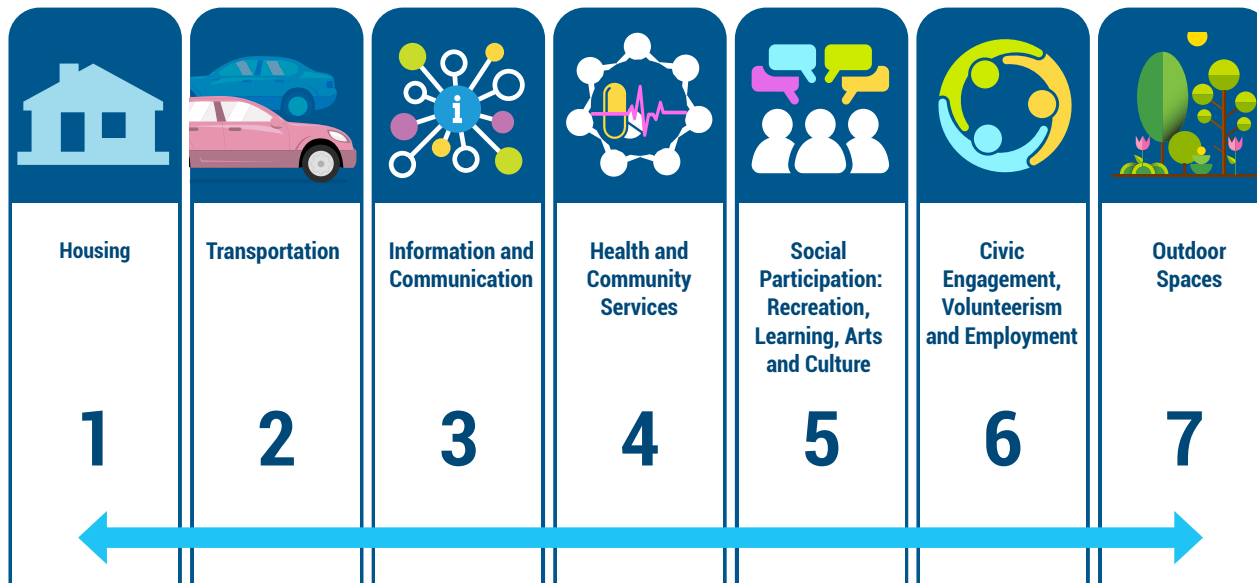 i
Housing
Transportation
Information and
Communication
Health and
Community
Services
Social
Participation:
Recreation,
Learning, Arts
and Culture
Civic
Engagement,
Volunteerism
and Employment
Outdoor
Spaces
1
2
3
4
5
6
7